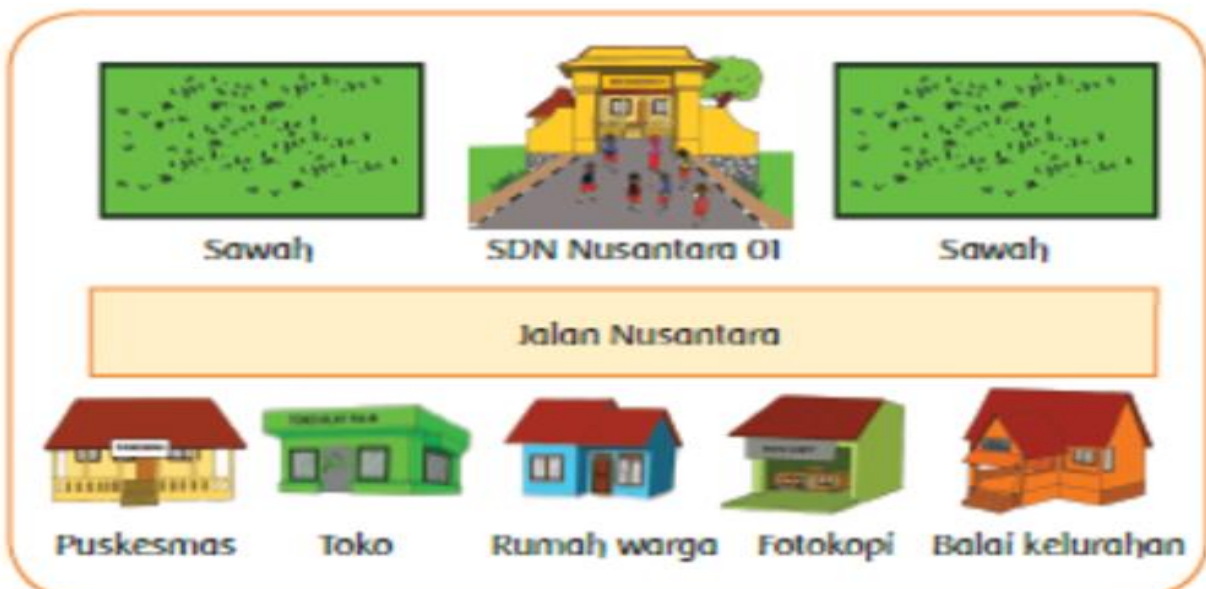 Sawah
SDN Nusantara 01
Sawah
Jalan Nusantara
Puskesmas
Toko
Rumah warga
Fotokopi
Balai kelurahan